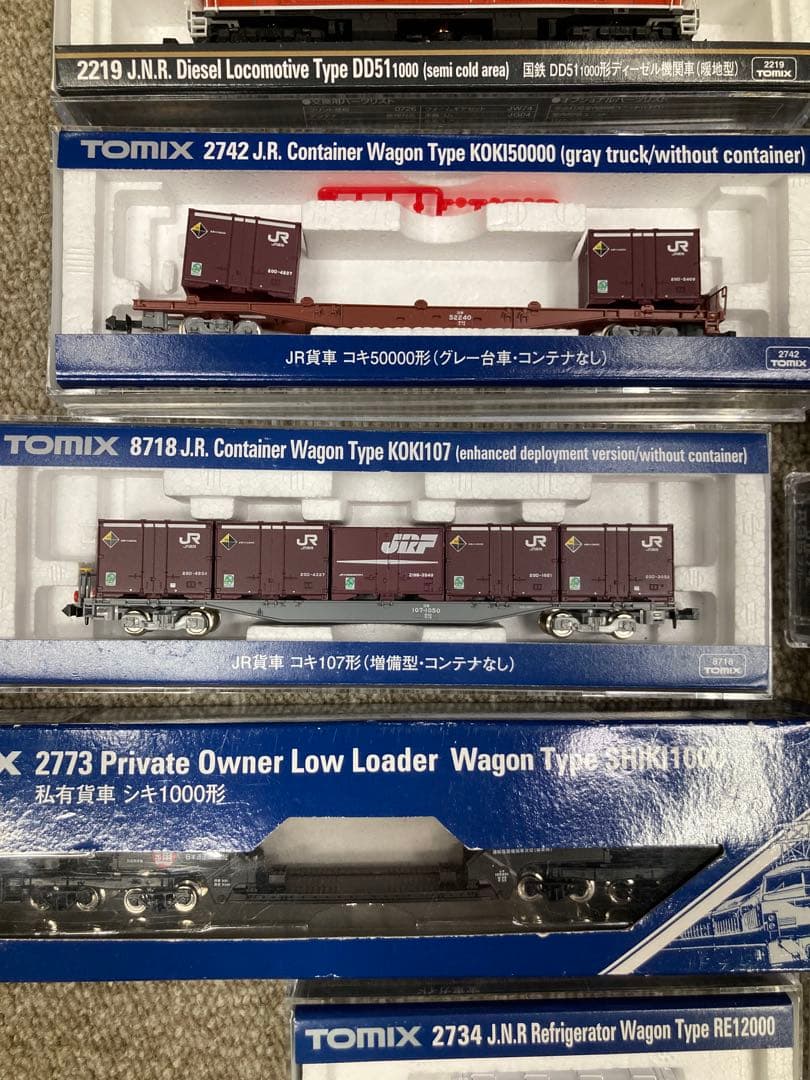 2219 J.N.R. Diesel Locomotive Type DD51 1000 (semi cold area) 国鉄 DD51 1000形ディーゼル機関車(暖地型)
2219
TOMIX
TOMIX 2742 J.R. Container Wagon Type KOKI50000 (gray truck/without container)
JR
JR
52240
JR貨車 コキ50000形(グレー台車・コンテナなし)
2742
TOMIX
TOMIX 8718 J.R. Container Wagon Type KOKI107 (enhanced deployment version/without container)
JR
JR
JRF
JR
JR
107-1050
JR貨車 コキ107形(増備型・コンテナなし)
8718
TOMIX
X 2773 Private Owner Low Loader Wagon Type SHIKI1000
私有貨車 シキ1000形
TOMIX 2734 J.N.R Refrigerator Wagon Type RE12000